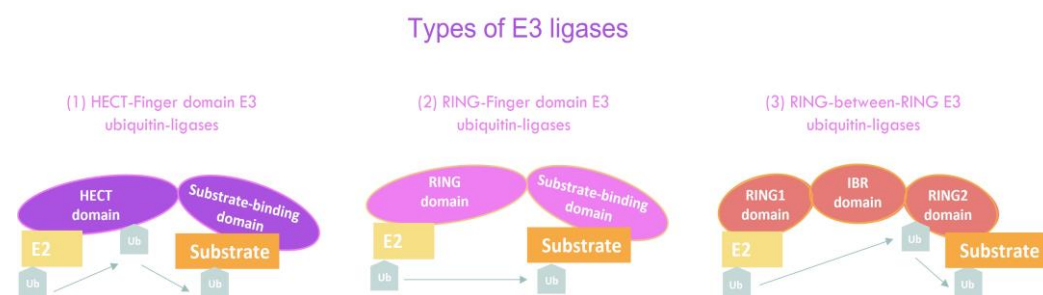 Types of E3 ligases
(1) HECT-Finger domain E3
ubiquitin-ligases
HECT
domain
Substrate-binding
domain
E2
Ub
Substrate
Ub
Ub
(2) RING-Finger domain E3
ubiquitin-ligases
RING
domain
Substrate-binding
domain
E2
Substrate
Ub
Ub
(3) RING-between-RING E3
ubiquitin-ligases
RING1
domain
IBR
domain
RING2
domain
E2
Ub
Substrate
Ub
Ub